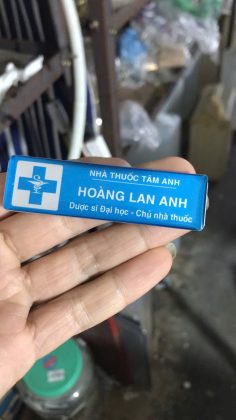 NHÀ THUỐC TÂM ANH
HOÀNG LAN ANH
Dược sĩ Đại học - Chủ nhà thuốc